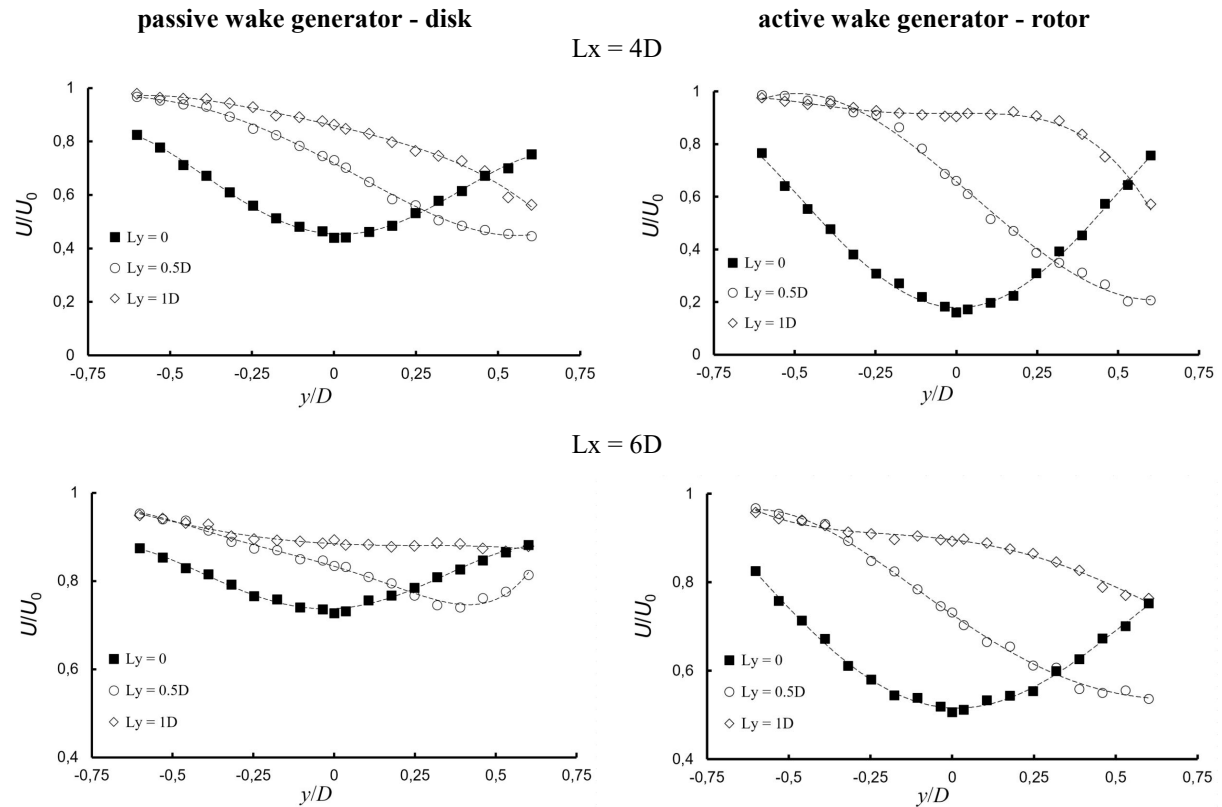 passive wake generator - disk
active wake generator - rotor
Lx = 4D
1
0,8
0,6
0,4
0,2
0
U/U0
■ Ly = 0
○ Ly = 0.5D
◇ Ly = 1D
-0,75 -0,5 -0,25 0 0,25 0,5 0,75
y/D
1
0,8
0,6
0,4
0,2
0
U/U0
■ Ly = 0
○ Ly = 0.5D
◇ Ly = 1D
-0,75 -0,5 -0,25 0 0,25 0,5 0,75
y/D
Lx = 6D
1
0,8
0,6
0,4
U/U0
■ Ly = 0
○ Ly = 0.5D
◇ Ly = 1D
-0,75 -0,5 -0,25 0 0,25 0,5 0,75
y/D
1
0,8
0,6
0,4
U/U0
■ Ly = 0
○ Ly = 0.5D
◇ Ly = 1D
-0,75 -0,5 -0,25 0 0,25 0,5 0,75
y/D